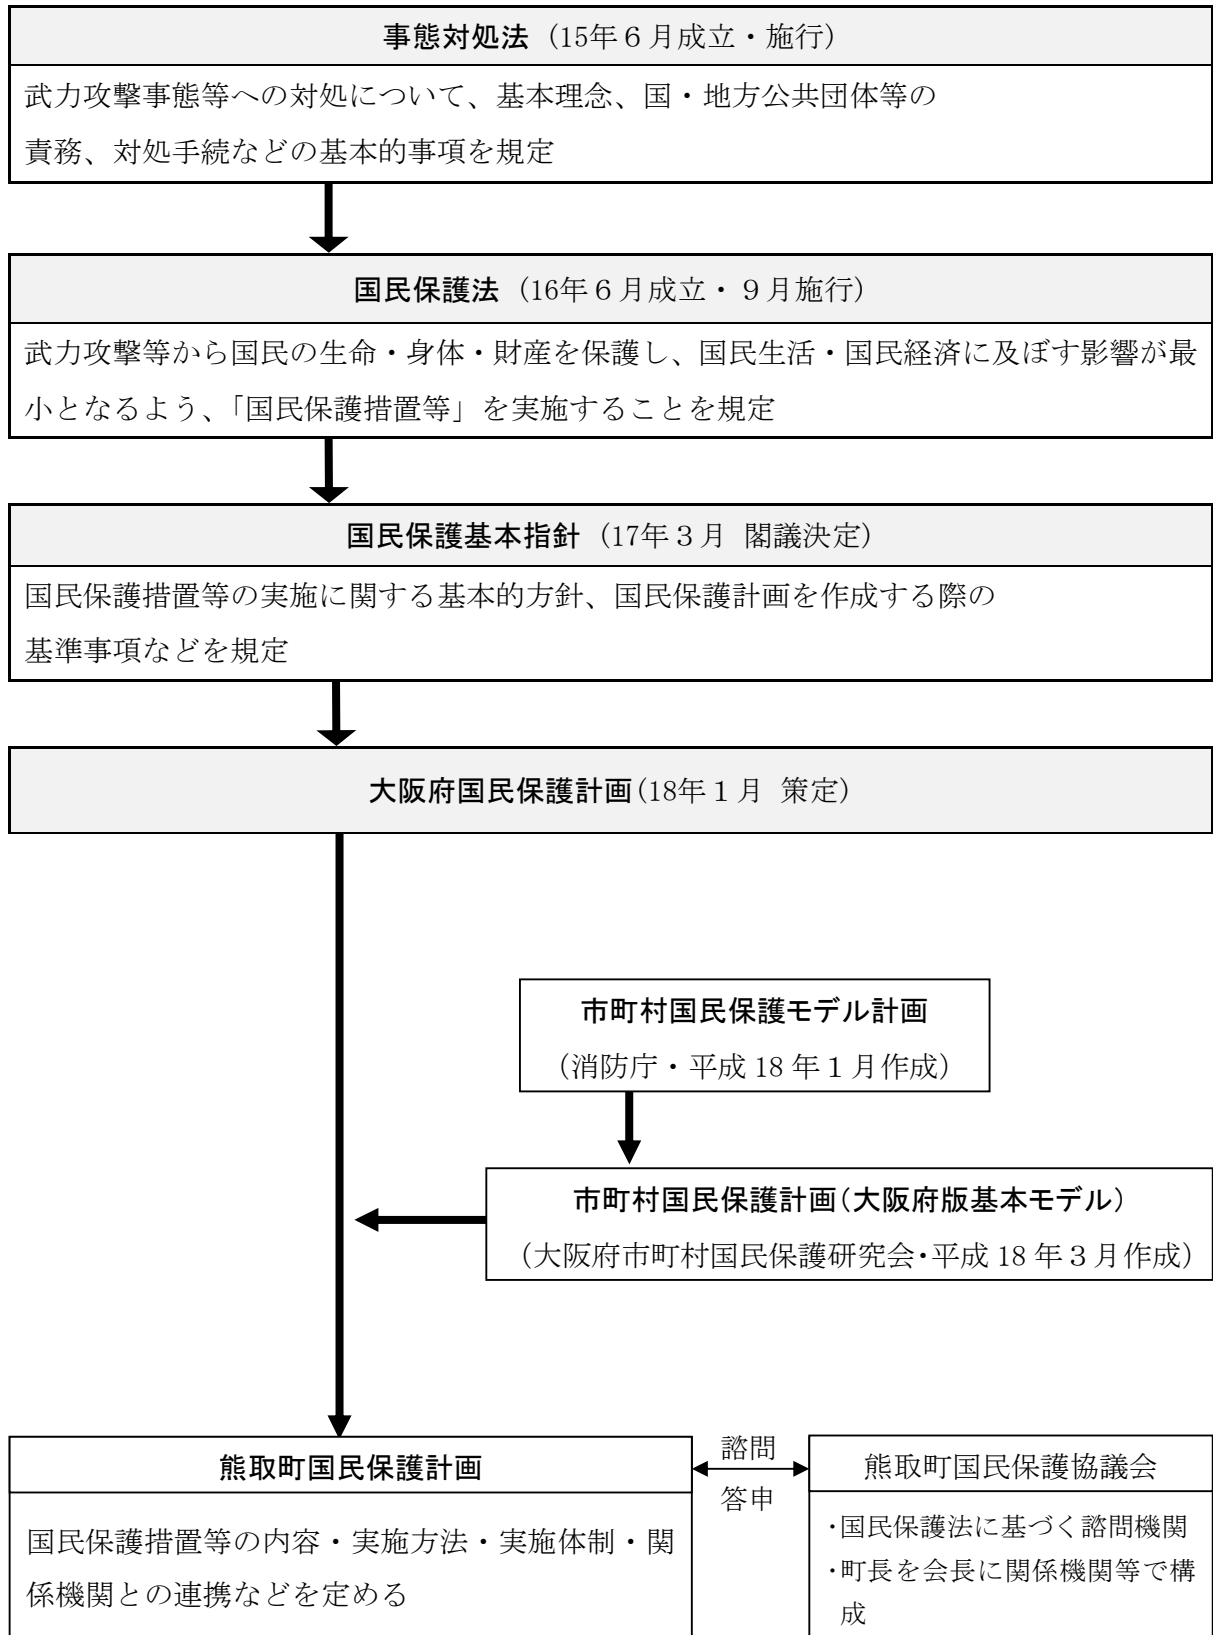 事態対処法（15年６月成立・施行）
武力攻撃事態等への対処について、基本理念、国・地方公共団体等の
責務、対処手続などの基本的事項を規定
国民保護法（16年６月成立・９月施行）
武力攻撃等から国民の生命・身体・財産を保護し、国民生活・国民経済に及ぼす影響が最
小となるよう、「国民保護措置等」を実施することを規定
国民保護基本指針（17年３月 閣議決定）
国民保護措置等の実施に関する基本的方針、国民保護計画を作成する際の
基準事項などを規定
大阪府国民保護計画（18年１月 策定）
市町村国民保護モデル計画
（消防庁・平成 18 年１月作成）
市町村国民保護計画（大阪府版基本モデル）
（大阪府市町村国民保護研究会・平成 18 年３月作成）
熊取町国民保護計画
国民保護措置等の内容・実施方法・実施体制・関
係機関との連携などを定める
諮問
答申
熊取町国民保護協議会
・国民保護法に基づく諮問機関
・町長を会長に関係機関等で構
成